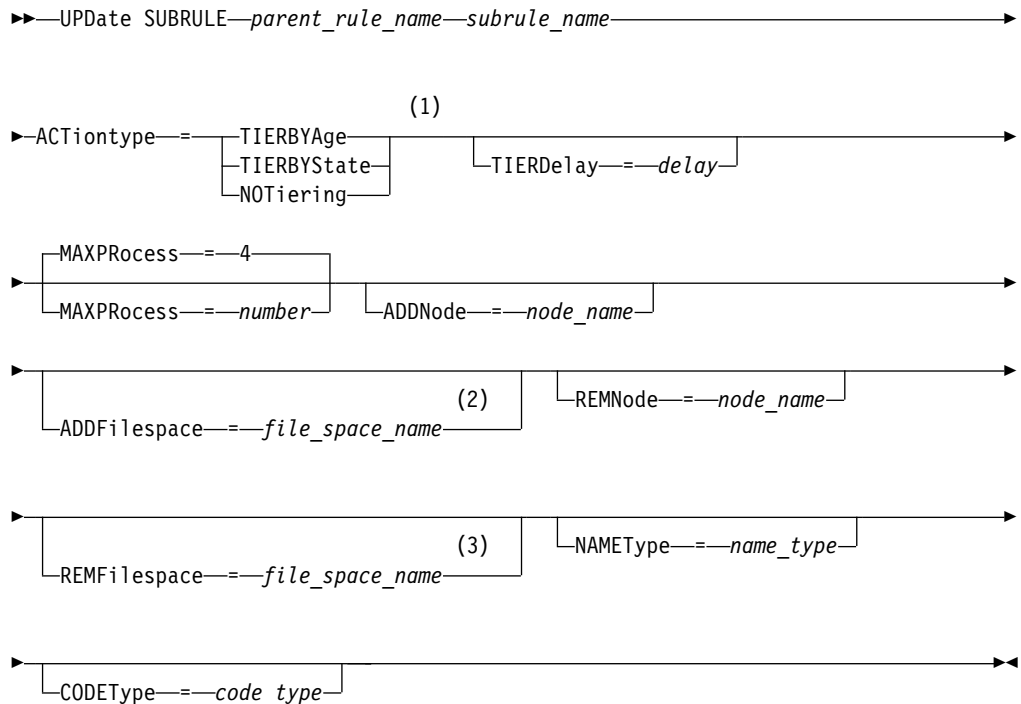 UPDate SUBRULE parent_rule_name subrule_name
(1)
ACTiontype = TIERBYAge
TIERBYState
TIERDelay = delay
NOTiering
MAXPRocess = 4
MAXPRocess = number
ADDNode = node_name
(2)
REMNode = node_name
ADDFilespace = file_space_name
(3)
NAMEType = name_type
REMFilespace = file_space_name
CODEType = code type